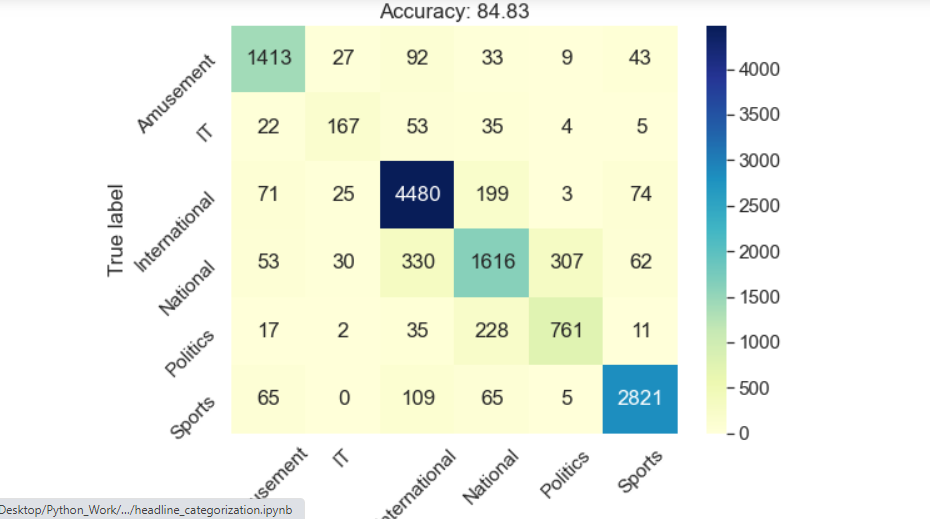 Accuracy: 84.83
True label
Amusement 1413 27 92 33 9 43
IT 22 167 53 35 4 5
International 71 25 4480 199 3 74
National 53 30 330 1616 307 62
Politics 17 2 35 228 761 11
Sports 65 0 109 65 5 2821
usement IT nternational National Politics Sports
4000
3500
3000
2500
2000
1500
1000
500
0
Desktop/Python_Work/.../headline_categorization.ipynb